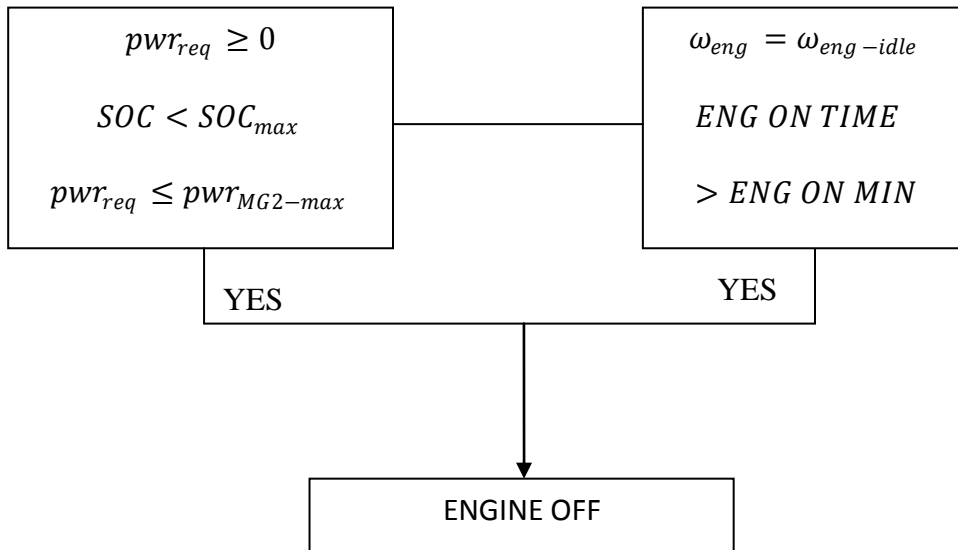 pwr_req ≥ 0
SOC < SOC_max
pwr_req ≤ pwr_MG2−max
ω_eng = ω_eng −idle
ENG ON TIME
> ENG ON MIN
YES
YES
ENGINE OFF